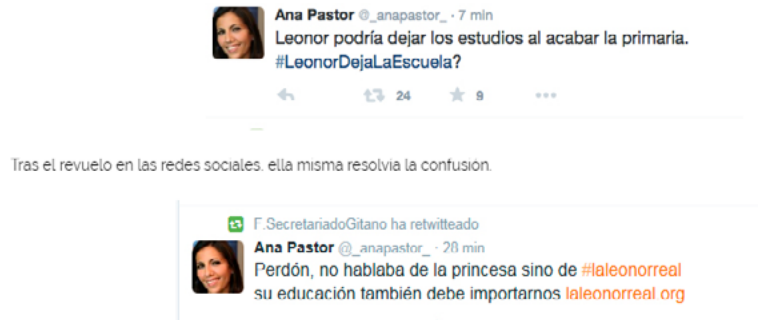 Ana Pastor @_anapastor_ · 7 min
Leonor podría dejar los estudios al acabar la primaria.
#LeonorDejaLaEscuela?
24 9
Tras el revuelo en las redes sociales. ella misma resolvia la confusión.
F.SecretariadoGitano ha retwitteado
Ana Pastor @_anapastor_ · 28 min
Perdón, no hablaba de la princesa sino de #laleonorreal
su educación también debe importarnos laleonorreal org